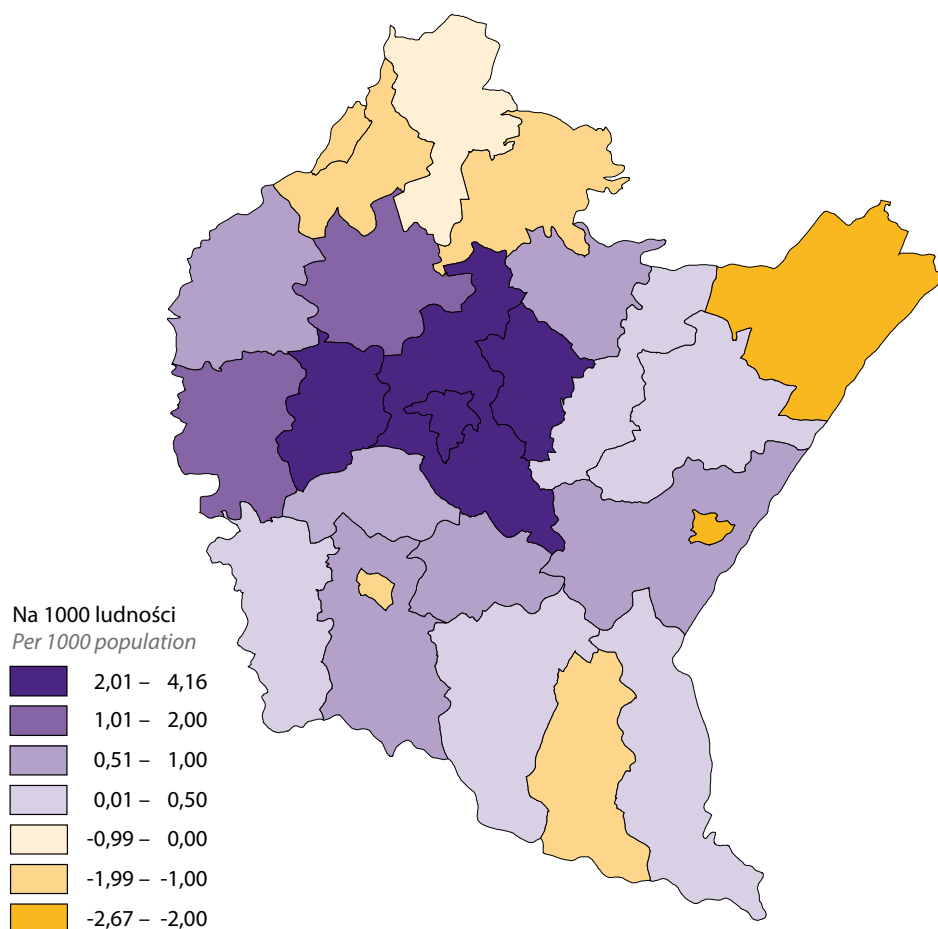 Na 1000 ludności
Per 1000 population
2,01 – 4,16
1,01 – 2,00
0,51 – 1,00
0,01 – 0,50
-0,99 – 0,00
-1,99 – -1,00
-2,67 – -2,00